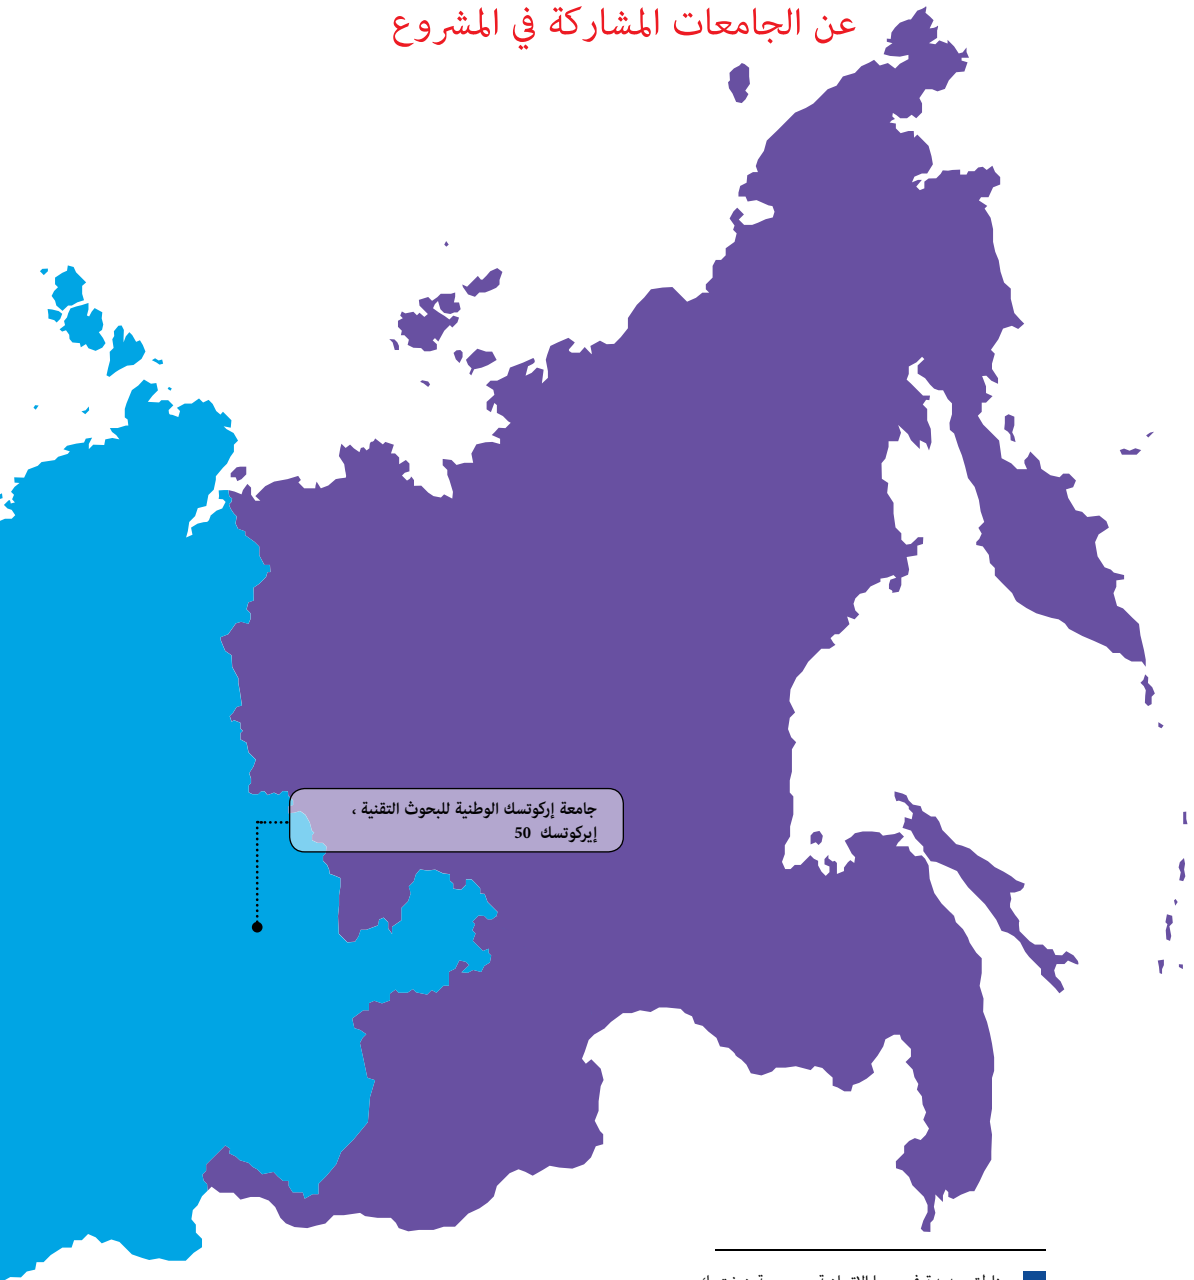 عن الجامعات المشاركة في المشروع
جامعة إركوتسك الوطنية للبحوث التقنية ،
إيركوتسك 50